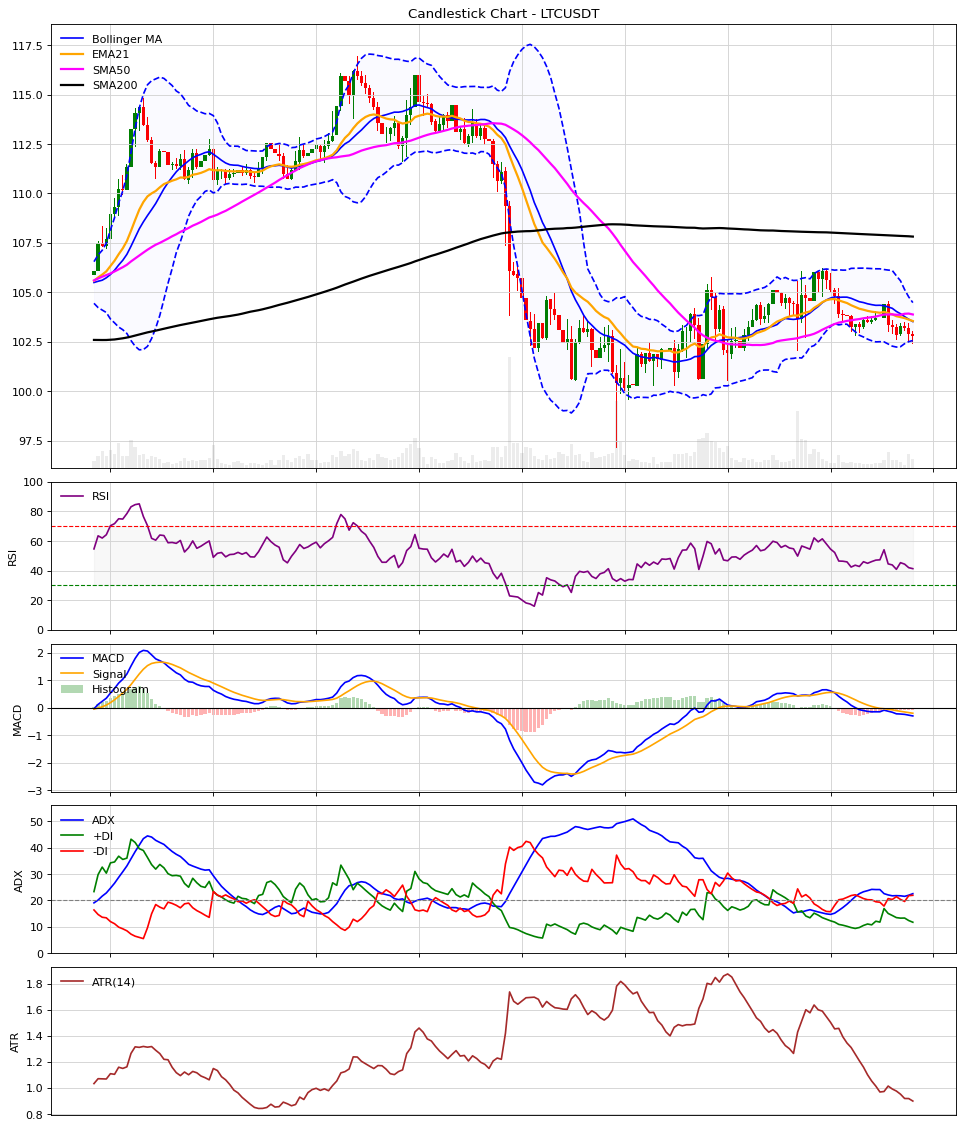 Candlestick Chart - LTCUSDT
Bollinger MA
EMA21
SMA50
SMA200
117.5
115.0
112.5
110.0
107.5
105.0
102.5
100.0
97.5
RSI
RSI
100
80
60
40
20
0
MACD
Signal
Histogram
MACD
2
1
0
−1
−2
−3
ADX
+DI
-DI
ADX
50
40
30
20
10
0
ATR(14)
ATR
1.8
1.6
1.4
1.2
1.0
0.8